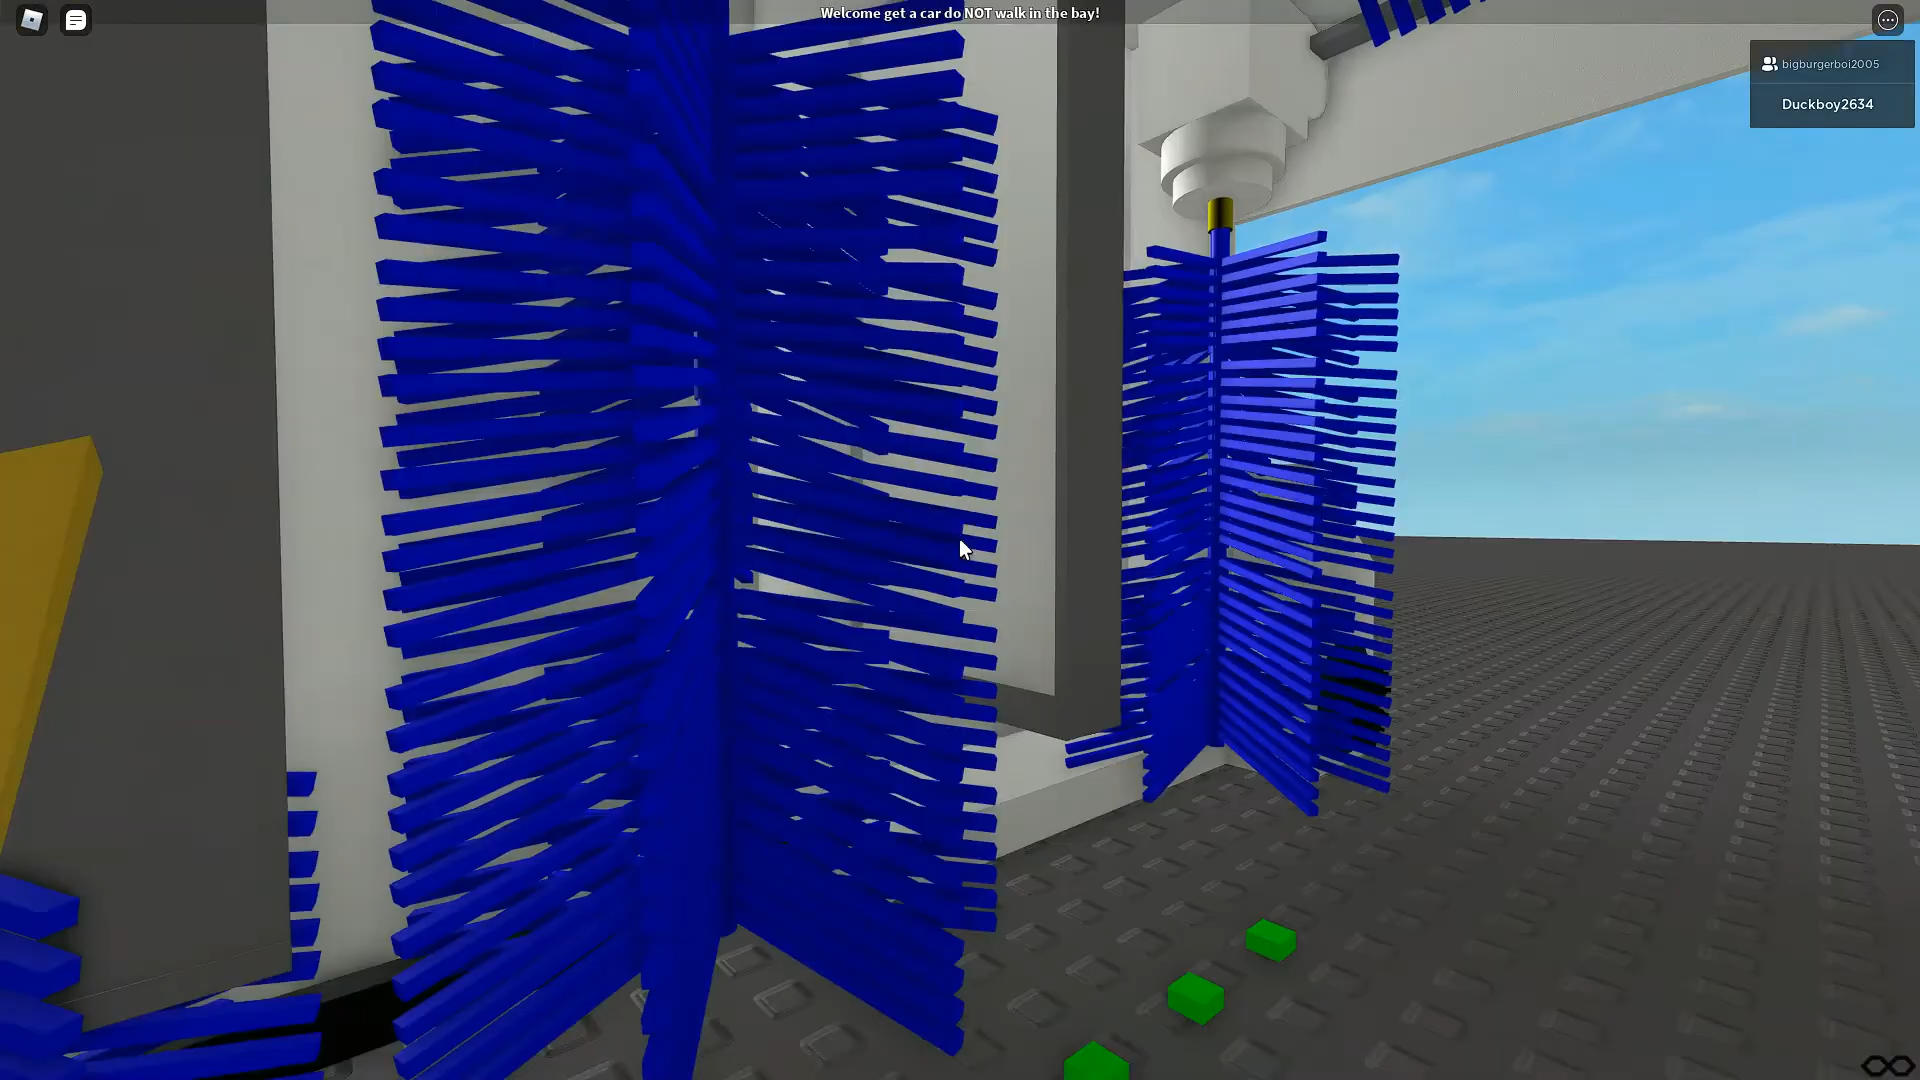 Welcome get a car do NOT walk in the bay!
bigburgerboi2005
Duckboy2634